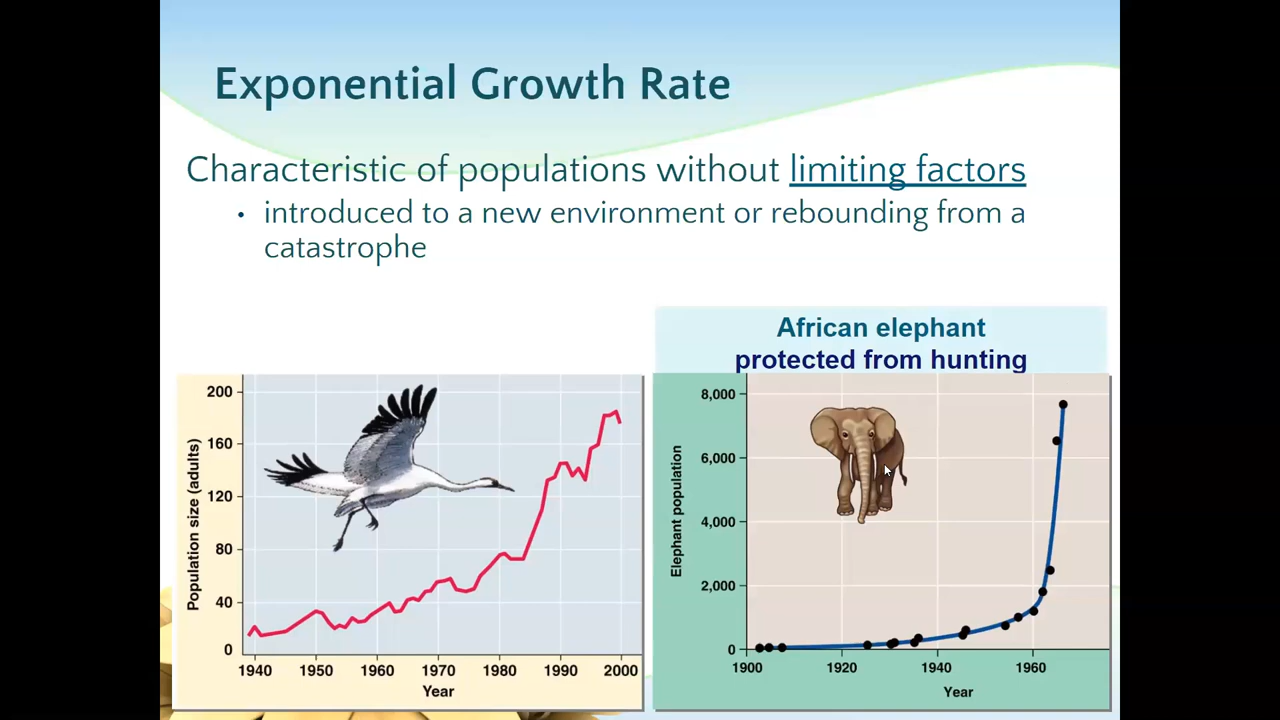 Exponential Growth Rate
Characteristic of populations without limiting factors
• introduced to a new environment or rebounding from a
catastrophe
African elephant
protected from hunting
Population size (adults)
200
160
120
80
40
0
1940 1950 1960 1970 1980 1990 2000
Year
Elephant population
8,000
6,000
4,000
2,000
0
1900 1920 1940 1960
Year